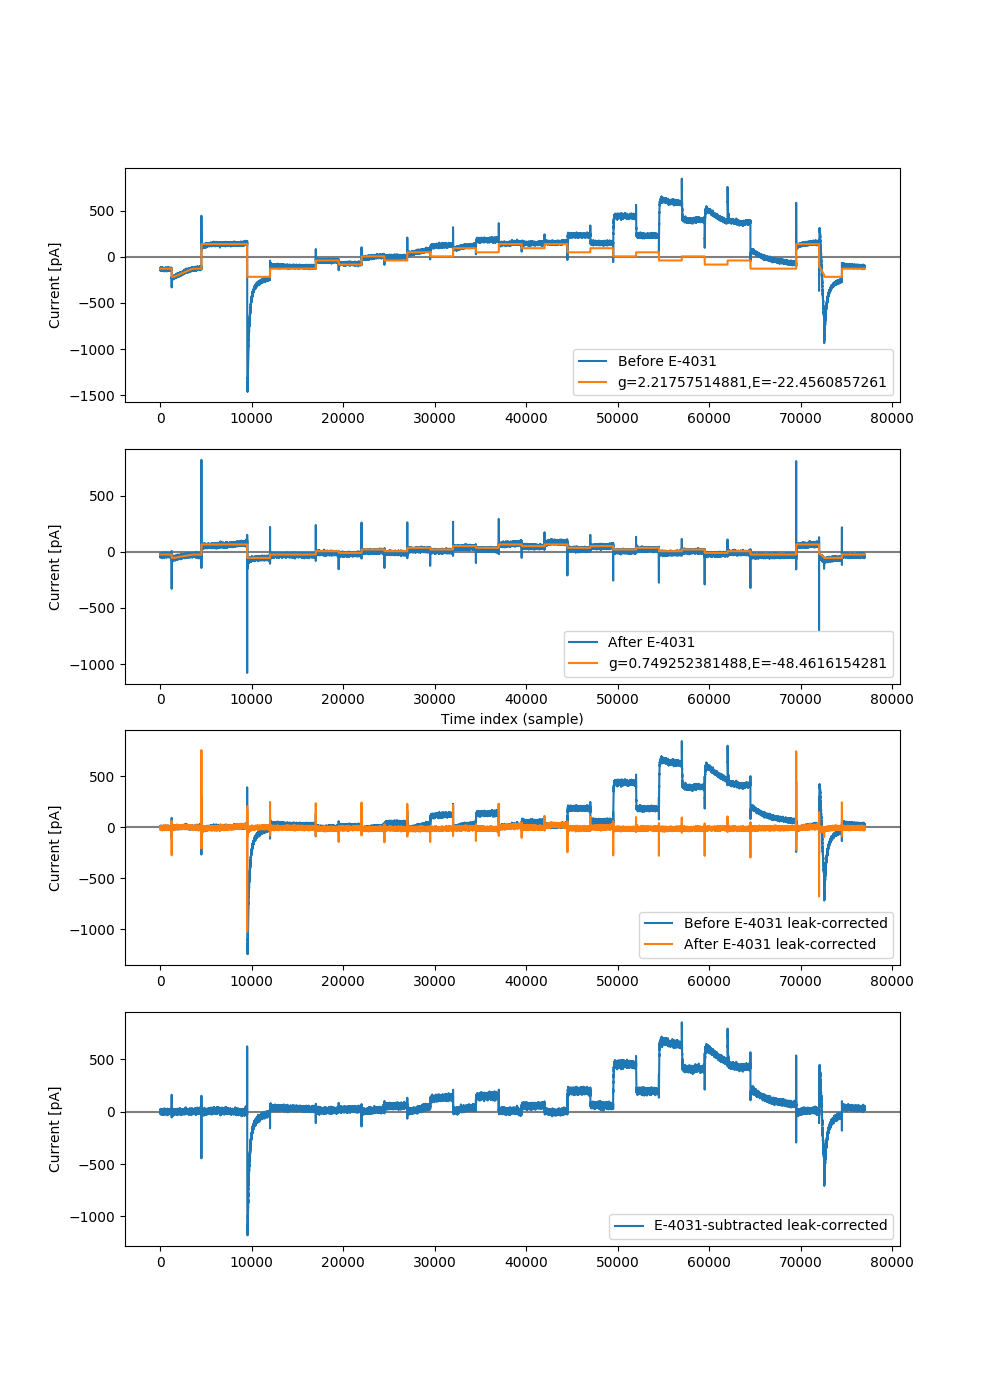 500
0
−500
−1000
−1500
Current [pA]
Before E-4031
g=2.21757514881,E=-22.4560857261
0 10000 20000 30000 40000 50000 60000 70000 80000
500
0
−500
−1000
Current [pA]
After E-4031
g=0.749252381488,E=-48.4616154281
0 10000 20000 30000 40000 50000 60000 70000 80000
Time index (sample)
500
0
−500
−1000
Current [pA]
Before E-4031 leak-corrected
After E-4031 leak-corrected
0 10000 20000 30000 40000 50000 60000 70000 80000
500
0
−500
−1000
Current [pA]
E-4031-subtracted leak-corrected
0 10000 20000 30000 40000 50000 60000 70000 80000